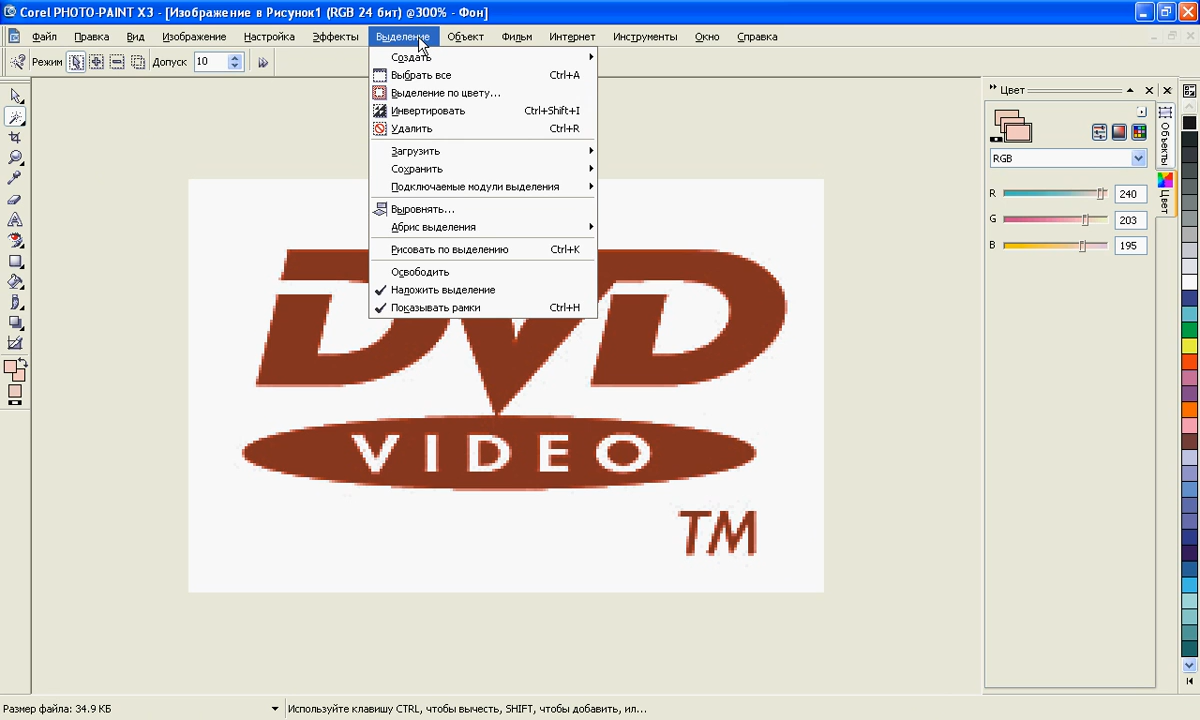 Corel PHOTO-PAINT X3 - [Изображение в Рисунок1 (RGB 24 бит) @300% - Фон]
Файл Правка Вид Изображение Настройка Эффекты Выделение Объект Фильм Интернет Инструменты Окно Справка
Режим Допуск 10
Создать
Выбрать все Ctrl+A
Выделение по цвету...
Инвертировать Ctrl+Shift+I
Удалить Ctrl+R
Загрузить
Сохранить
Подключаемые модули выделения
Выровнять...
Абрис выделения
Рисовать по выделению Ctrl+K
Освободить
Наложить выделение
Показывать рамки Ctrl+H
DVD
VIDEO
TM
Цвет
RGB
R 240
G 203
B 195
Объекты
Цвет
Размер файла: 34.9 КБ
Используйте клавишу CTRL, чтобы вычесть, SHIFT, чтобы добавить, ил...